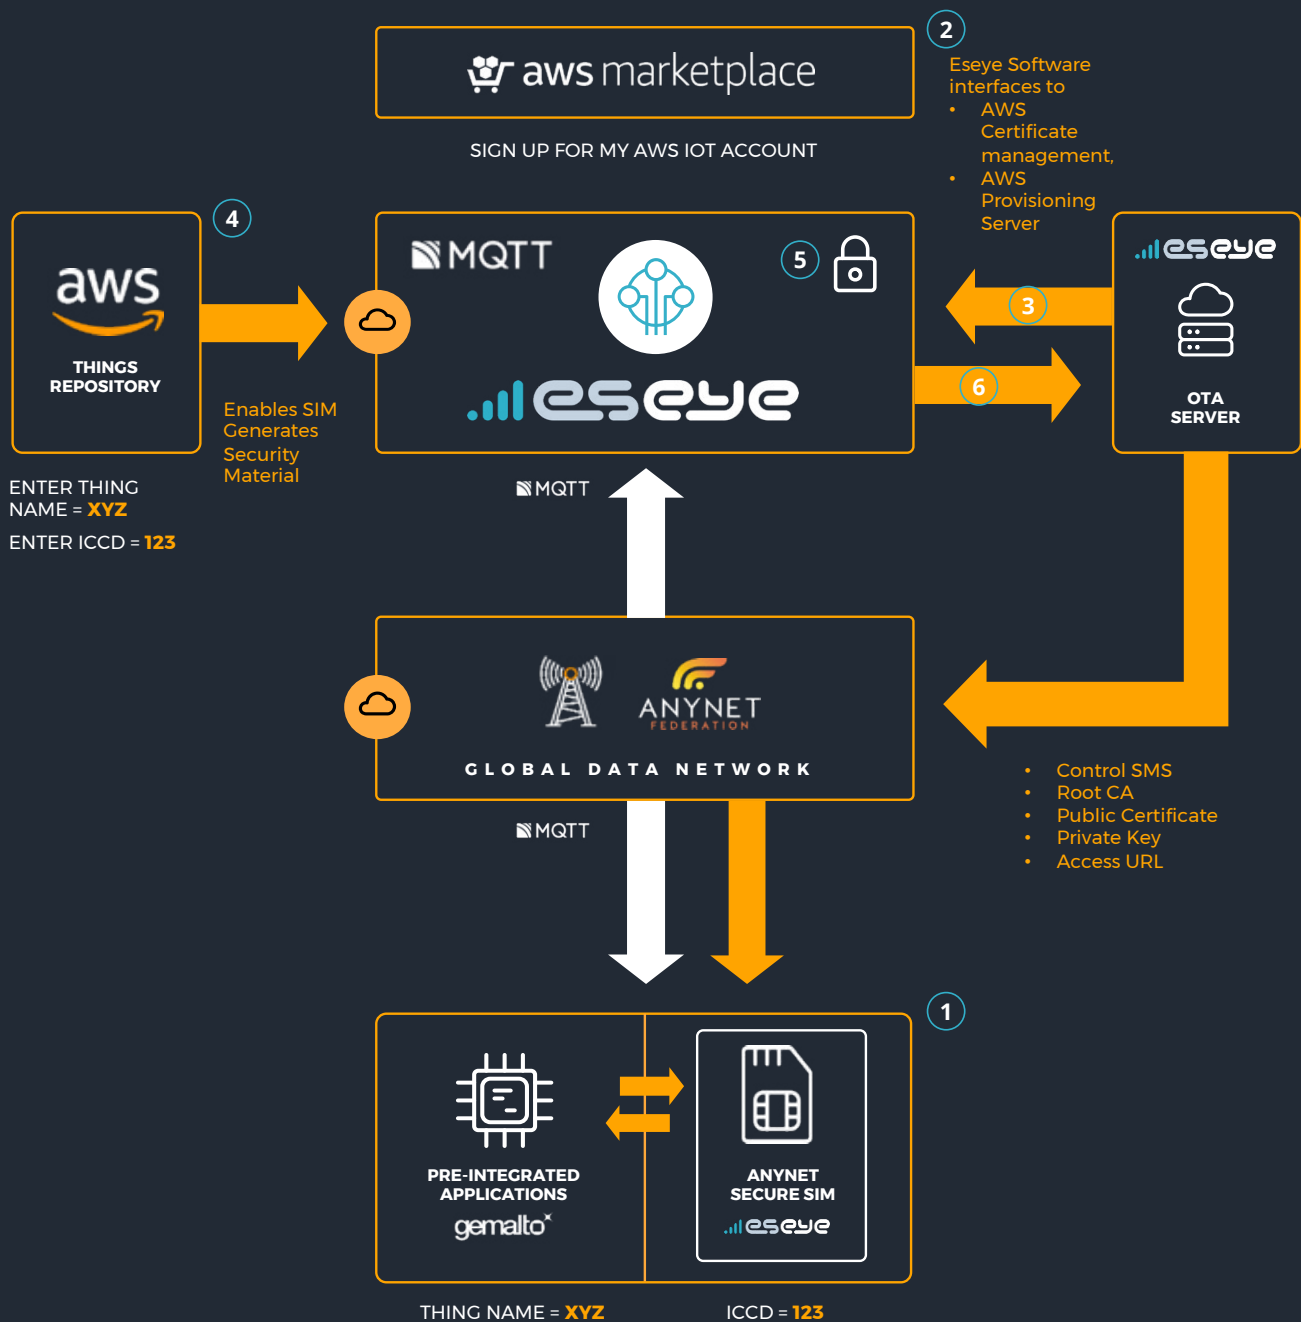 aws marketplace
SIGN UP FOR MY AWS IOT ACCOUNT
2
Eseye Software
interfaces to
• AWS
Certificate
management,
• AWS
Provisioning
Server
4
aws
THINGS
REPOSITORY
Enables SIM
Generates
Security
Material
ENTER THING
NAME = XYZ
ENTER ICCD = 123
MQTT
5
eseye
3
6
eseye
OTA
SERVER
MQTT
ANYNET
FEDERATION
GLOBAL DATA NETWORK
• Control SMS
• Root CA
• Public Certificate
• Private Key
• Access URL
MQTT
1
PRE-INTEGRATED
APPLICATIONS
gemalto
ANYNET
SECURE SIM
eseye
THING NAME = XYZ
ICCD = 123